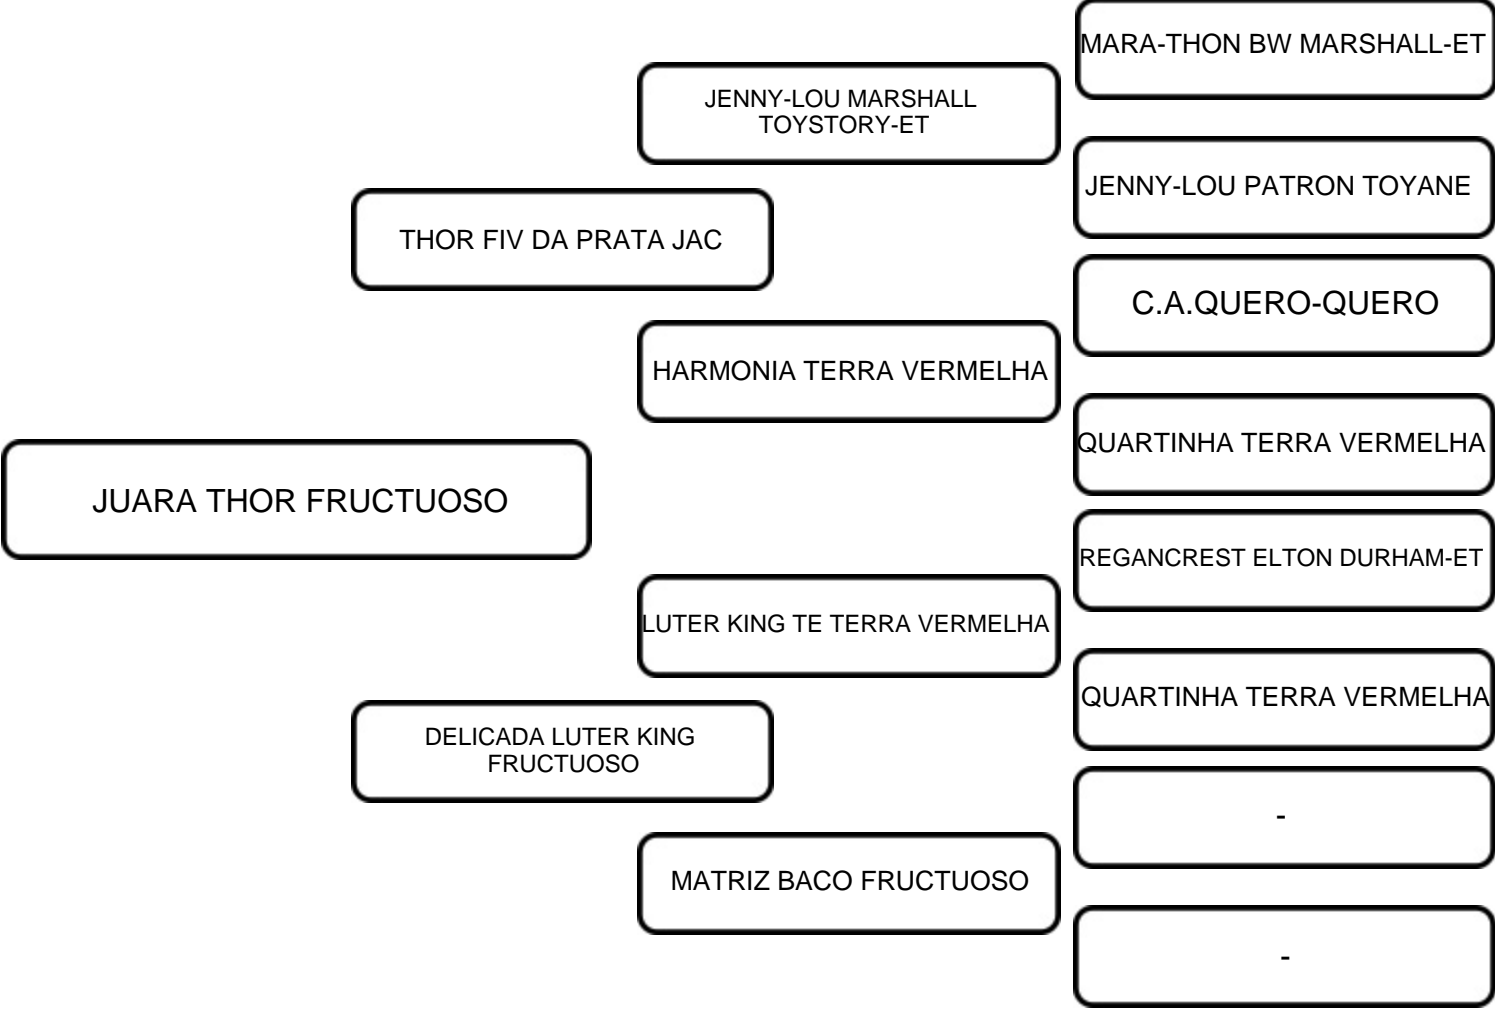 MARA-THON BW MARSHALL-ET
JENNY-LOU MARSHALL
TOYSTORY-ET
JENNY-LOU PATRON TOYANE
THOR FIV DA PRATA JAC
C.A.QUERO-QUERO
HARMONIA TERRA VERMELHA
QUARTINHA TERRA VERMELHA
JUARA THOR FRUCTUOSO
REGANCREST ELTON DURHAM-ET
LUTER KING TE TERRA VERMELHA
QUARTINHA TERRA VERMELHA
DELICADA LUTER KING
FRUCTUOSO
-
MATRIZ BACO FRUCTUOSO
-